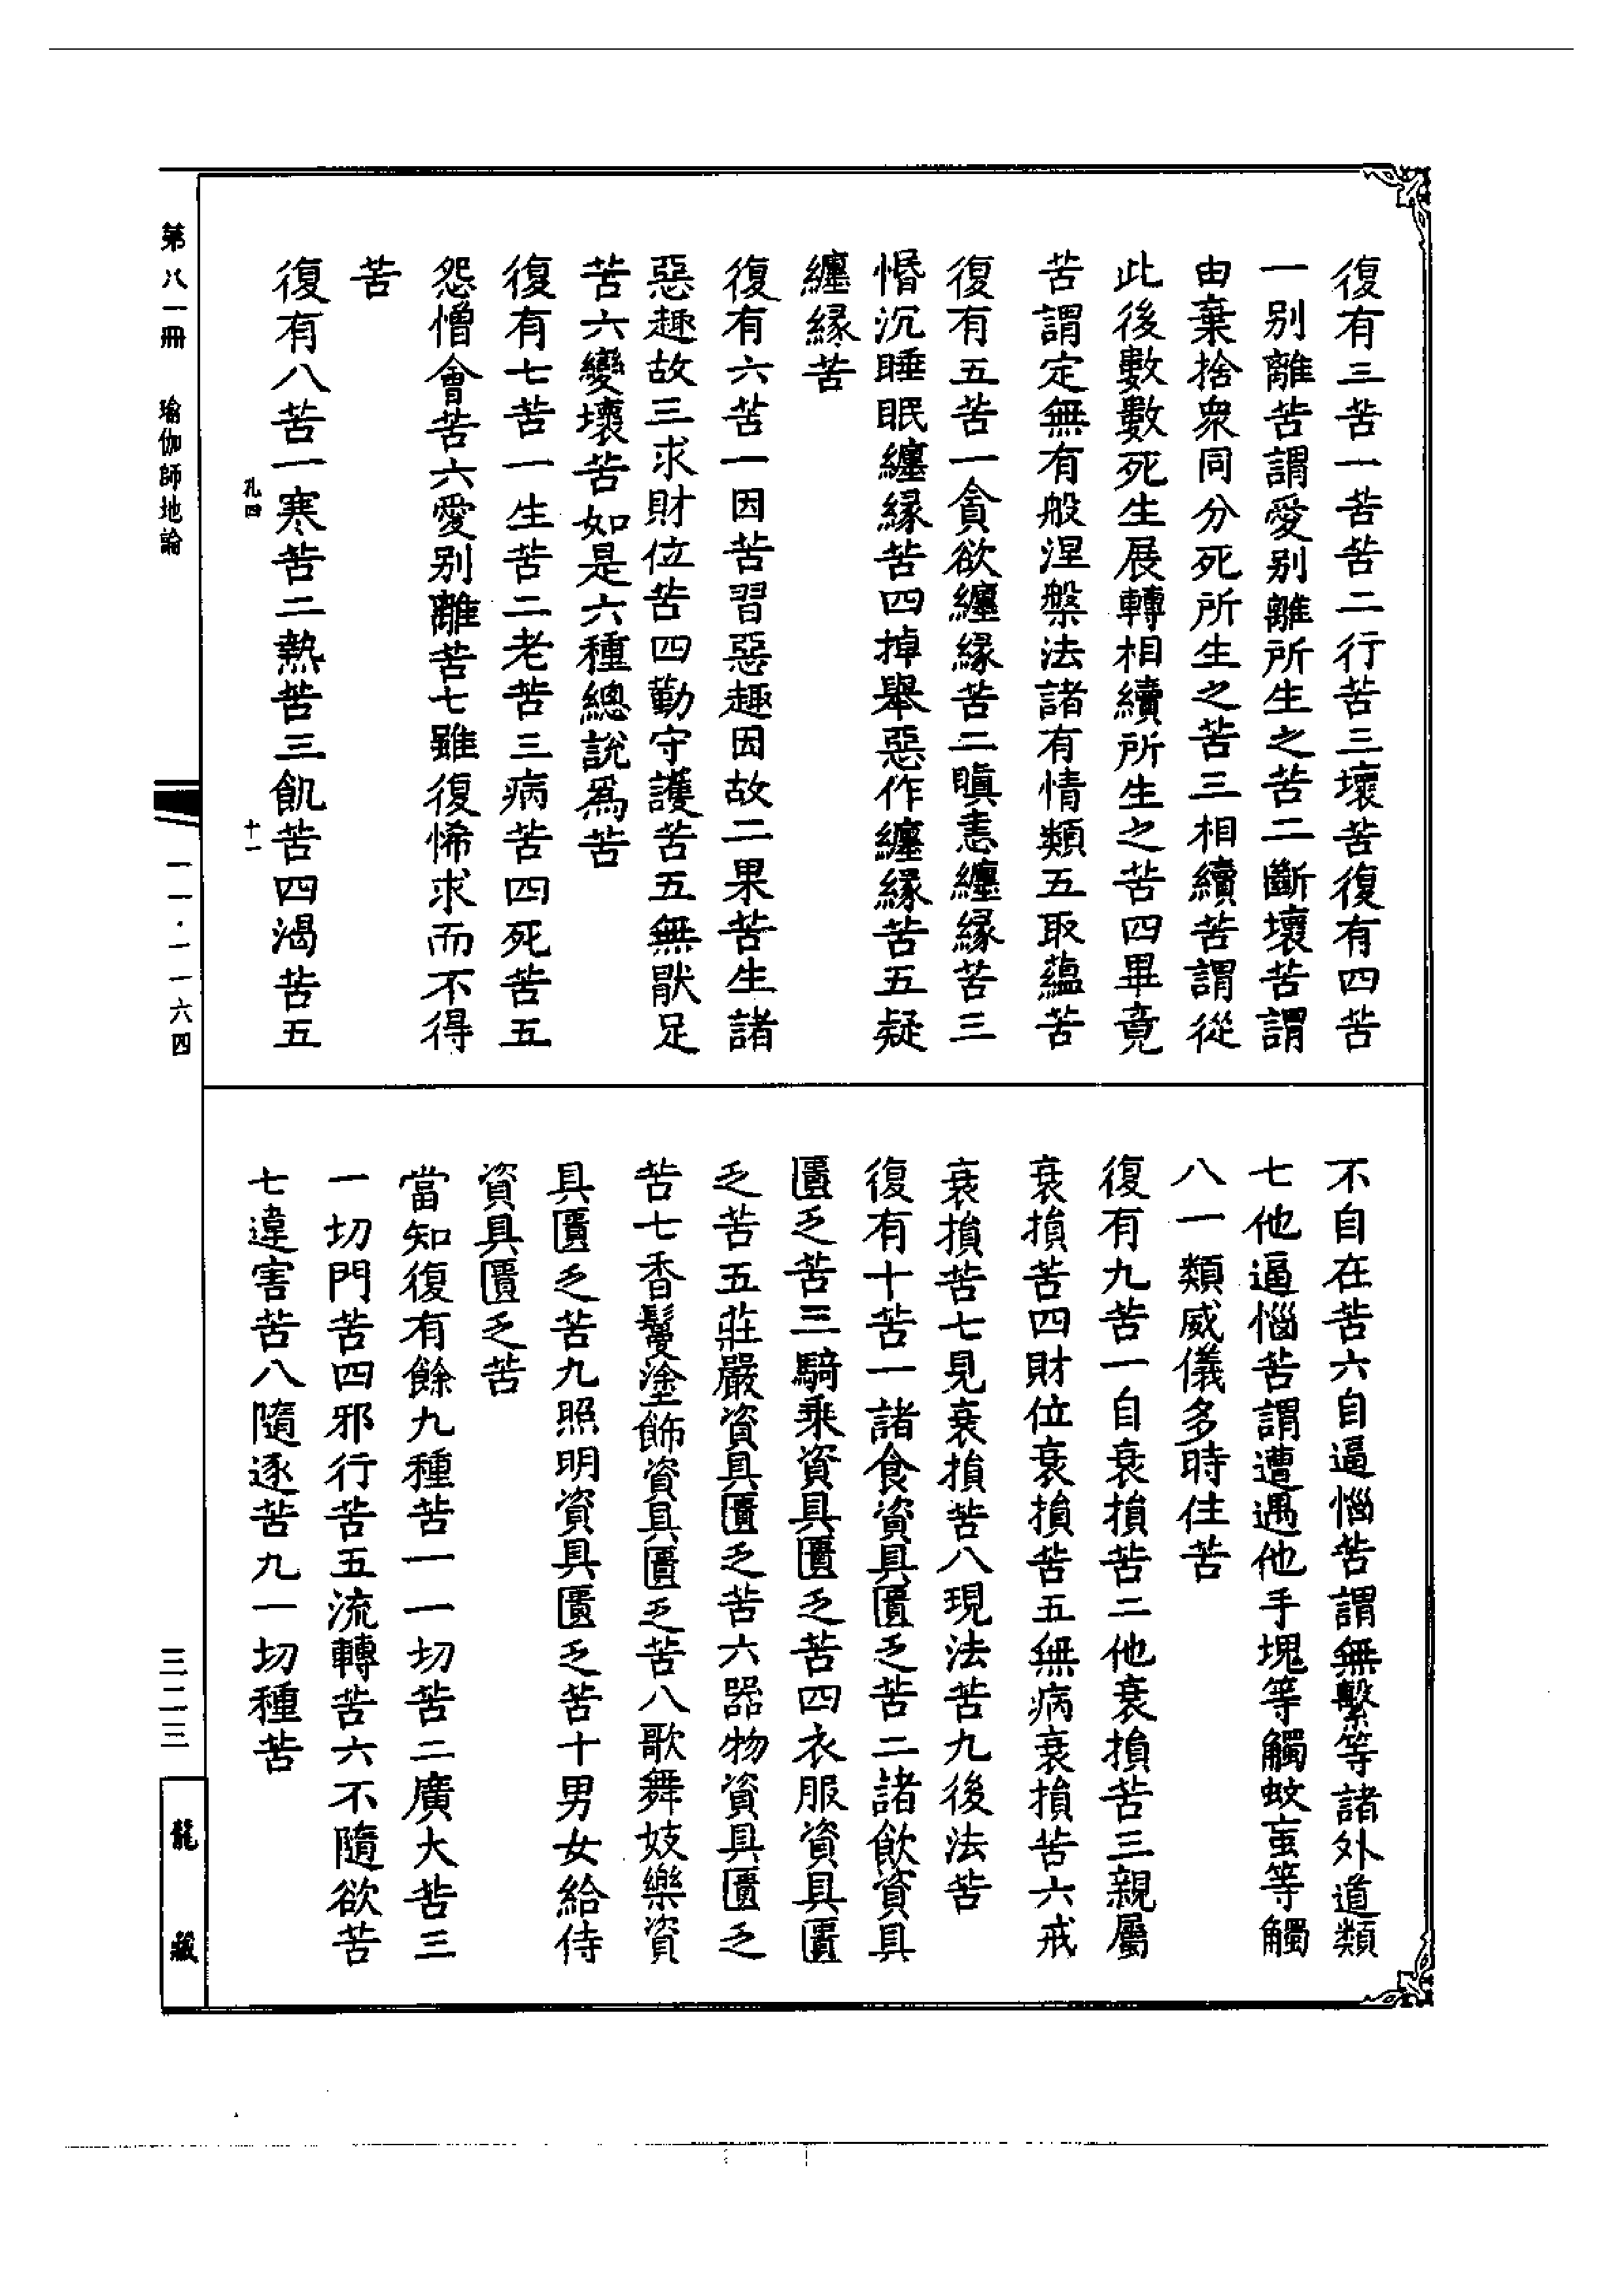 復有三苦一苦苦二行苦三壞苦復有四苦
一別離苦謂愛別離所生之苦二斷壞苦謂
由棄捨衆同分死所生之苦三相續苦謂從
此後數數死生展轉相續所生之苦四畢竟
苦謂定無有般涅槃法諸有情類五取蘊苦
復有五苦一貪欲纏緣苦二瞋恚纏緣苦三
惛沉睡眠纏緣苦四掉舉惡作纏緣苦五疑
纏緣苦
復有六苦一因苦習惡趣因故二果苦生諸
惡趣故三求財位苦四勤守護苦五無猒足
苦六變壞苦如是六種總說爲苦
復有七苦一生苦二老苦三病苦四死苦五
怨憎會苦六愛別離苦七雖復悕求而不得
苦
復有八苦一寒苦二熱苦三飢苦四渴苦五
孔四 十一
不自在苦六自逼惱苦謂無繫等諸外道類
七他逼惱苦謂遭遇他手塊等觸蚊䖟等觸
八一類威儀多時住苦
復有九苦一自衰損苦二他衰損苦三親屬
衰損苦四財位衰損苦五無病衰損苦六戒
衰損苦七見衰損苦八現法苦九後法苦
復有十苦一諸食資具匱乏苦二諸飲資具
匱乏苦三騎乘資具匱乏苦四衣服資具匱
乏苦五莊嚴資具匱乏苦六器物資具匱乏
苦七香鬘塗飾資具匱乏苦八歌舞妓樂資
具匱乏苦九照明資具匱乏苦十男女給侍
資具匱乏苦
當知復有餘九種苦一一切苦二廣大苦三
一切門苦四邪行苦五流轉苦六不隨欲苦
七違害苦八隨逐苦九一切種苦
第八一冊 瑜伽師地論
一一·一一六四
三二三
龍藏